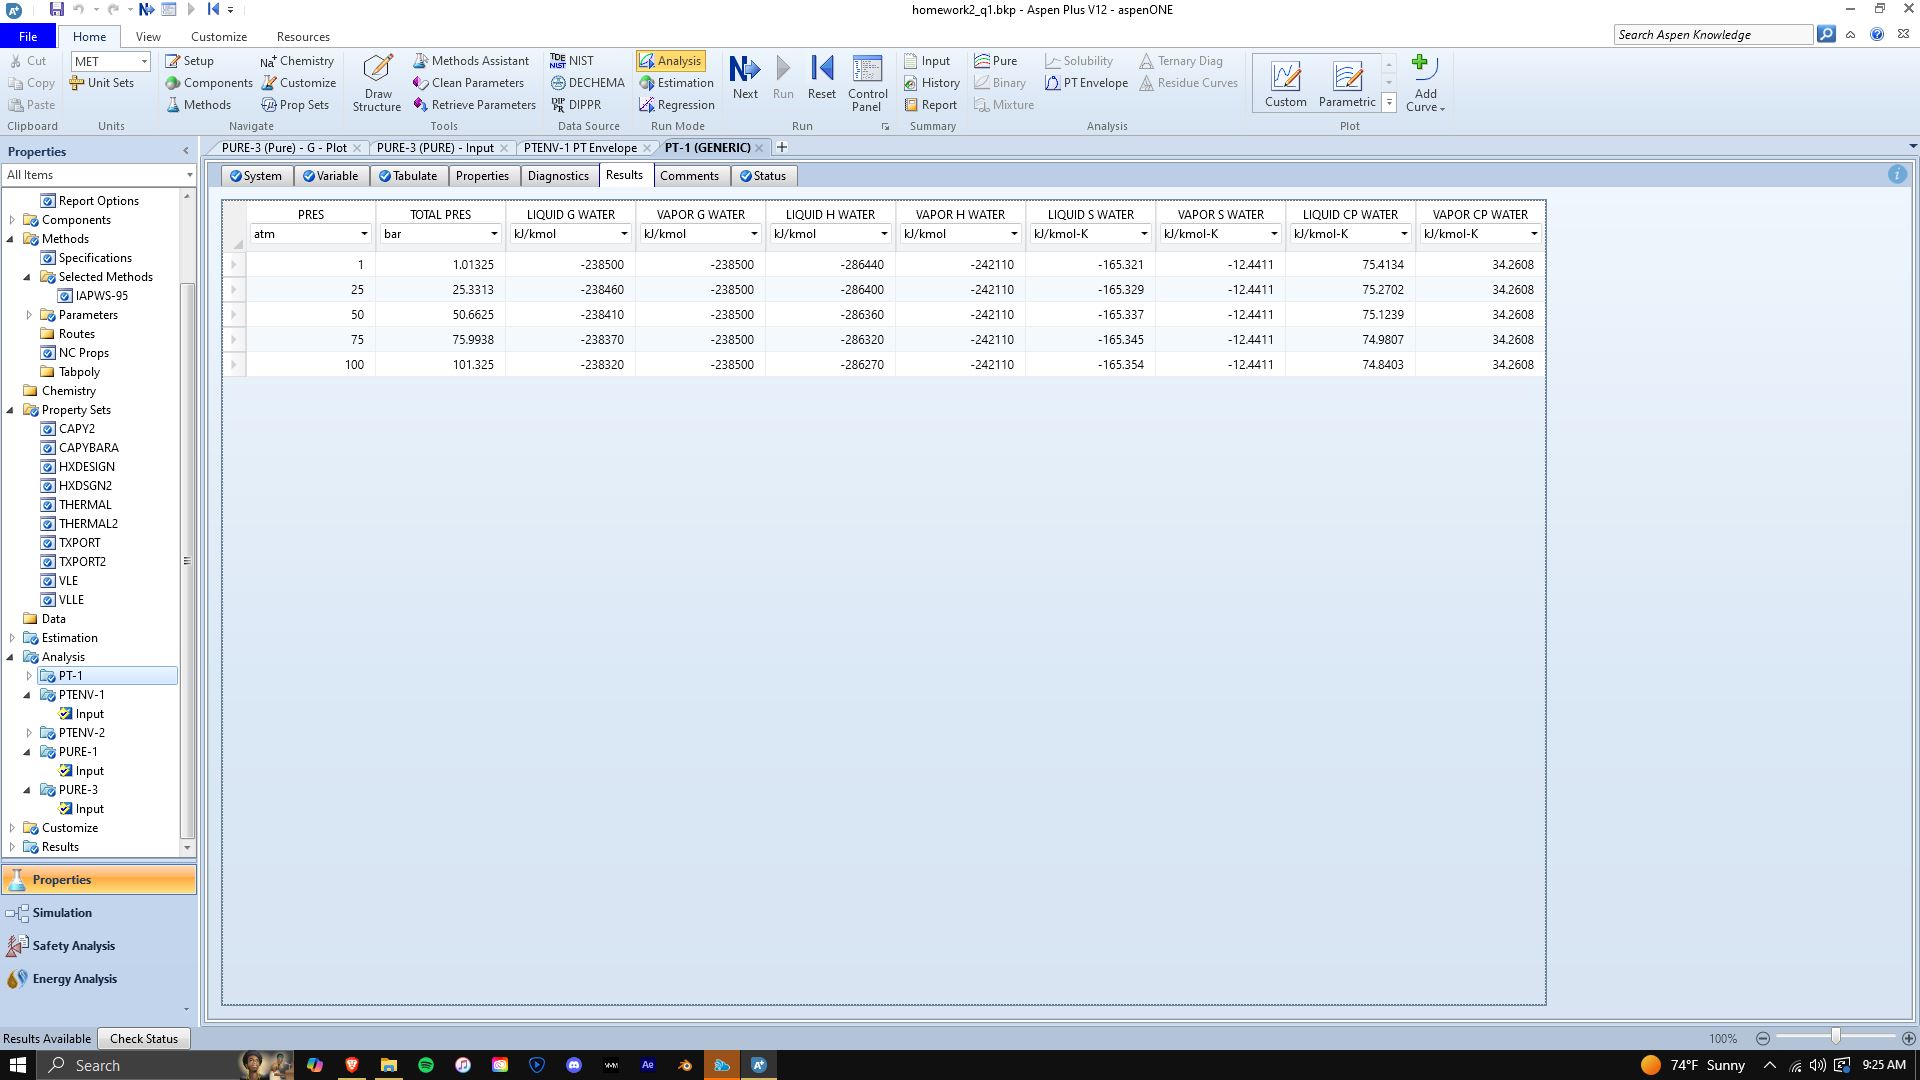 homework2_q1.bkp - Aspen Plus V12 - aspenONE
File Home View Customize Resources
Search Aspen Knowledge
Cut
Copy
Paste
Clipboard
MET
Unit Sets
Units
Setup
Components
Methods
Na+ Chemistry
Customize
Prop Sets
Navigate
Draw Structure
Methods Assistant
Clean Parameters
Retrieve Parameters
Tools
NIST
DECHEMA
DIPPR
Data Source
Analysis
Estimation
Regression
Run Mode
Next
Run
Reset
Control Panel
Run
Input
History
Report
Summary
Pure
Binary
Mixture
Solubility
PT Envelope
Ternary Diag
Residue Curves
Analysis
Custom
Parametric
Add Curve
Plot
Properties
All Items
Report Options
Components
Methods
Specifications
Selected Methods
IAPWS-95
Parameters
Routes
NC Props
Tabpoly
Chemistry
Property Sets
CAPY2
CAPYBARA
HXDESIGN
HXDSGN2
THERMAL
THERMAL2
TXPORT
TXPORT2
VLE
VLLE
Data
Estimation
Analysis
PT-1
PTENV-1
Input
PTENV-2
PURE-1
Input
PURE-3
Input
Customize
Results
Properties
Simulation
Safety Analysis
Energy Analysis
PURE-3 (Pure) - G - Plot PURE-3 (PURE) - Input PTENV-1 PT Envelope PT-1 (GENERIC)
System Variable Tabulate Properties Diagnostics Results Comments Status
PRES TOTAL PRES LIQUID G WATER VAPOR G WATER LIQUID H WATER VAPOR H WATER LIQUID S WATER VAPOR S WATER LIQUID CP WATER VAPOR CP WATER
atm bar kJ/kmol kJ/kmol kJ/kmol kJ/kmol kJ/kmol-K kJ/kmol-K kJ/kmol-K kJ/kmol-K
1 1.01325 -238500 -238500 -286440 -242110 -165.321 -12.4411 75.4134 34.2608
25 25.3313 -238460 -238500 -286400 -242110 -165.329 -12.4411 75.2702 34.2608
50 50.6625 -238410 -238500 -286360 -242110 -165.337 -12.4411 75.1239 34.2608
75 75.9938 -238370 -238500 -286320 -242110 -165.345 -12.4411 74.9807 34.2608
100 101.325 -238320 -238500 -286270 -242110 -165.354 -12.4411 74.8403 34.2608
Results Available Check Status
100%
Search
74°F Sunny
9:25 AM